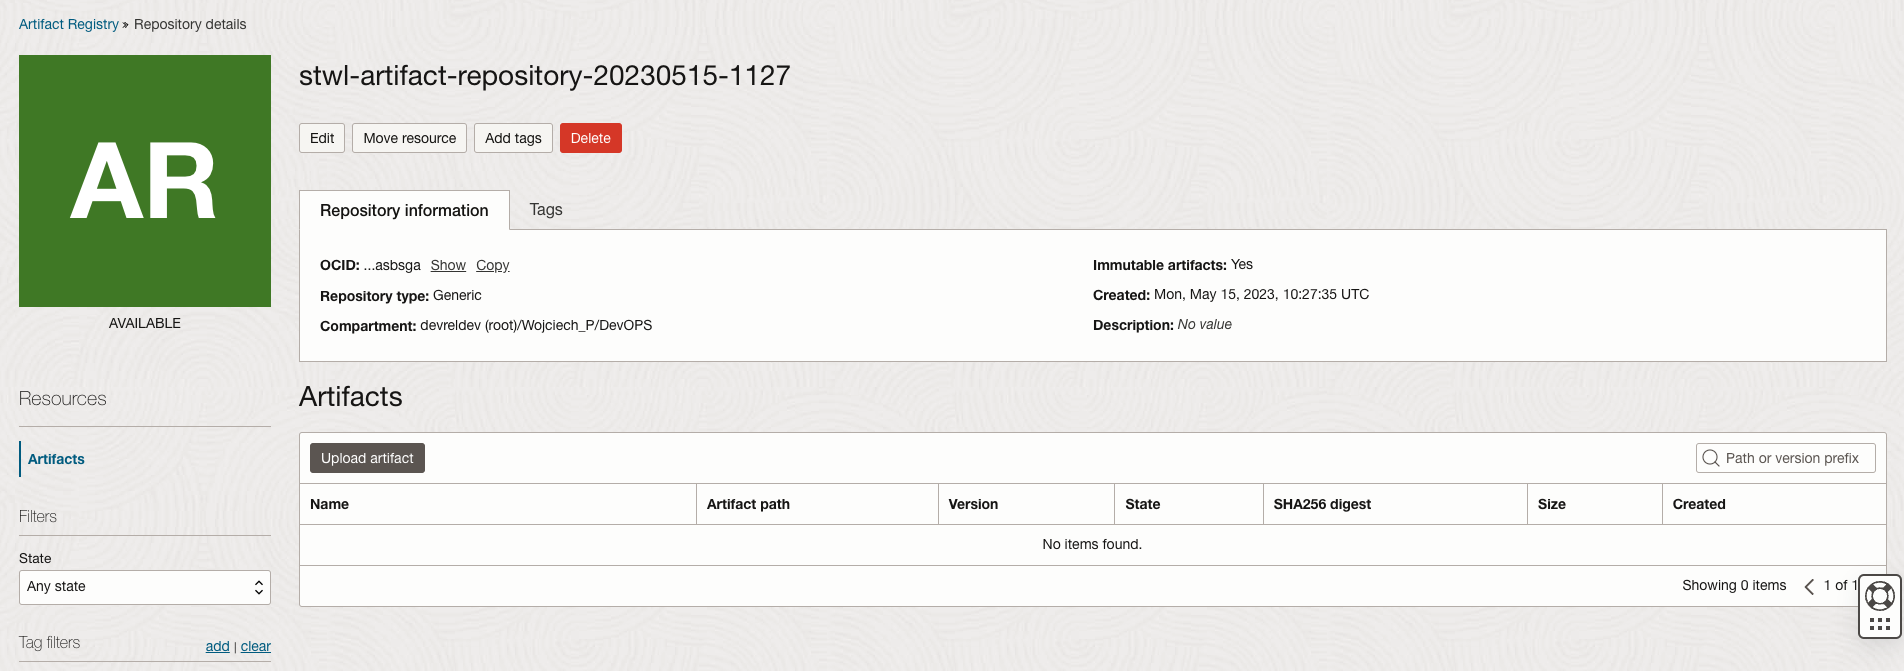 Artifact Registry » Repository details
AR
AVAILABLE
stwl-artifact-repository-20230515-1127
Edit Move resource Add tags Delete
Repository information Tags
OCID: ...asbsga Show Copy
Repository type: Generic
Compartment: devreldev (root)/Wojciech_P/DevOPS
Immutable artifacts: Yes
Created: Mon, May 15, 2023, 10:27:35 UTC
Description: No value
Resources
Artifacts
Filters
State
Any state
Tag filters add | clear
Artifacts
Upload artifact Path or version prefix
Name Artifact path Version State SHA256 digest Size Created
No items found.
Showing 0 items 1 of 1